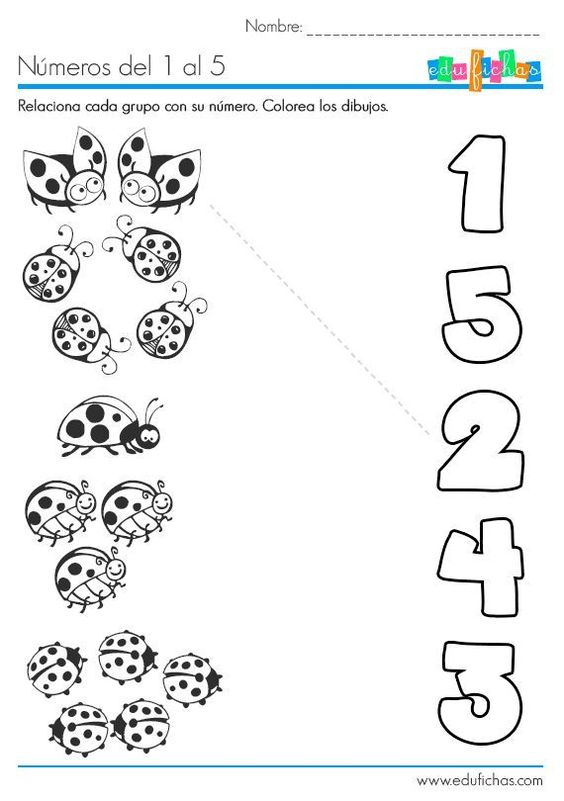 Nombre:____________________________
Números del 1 al 5
edufichas
Relaciona cada grupo con su número. Colorea los dibujos.
1
5
2
4
3
www.edufichas.com